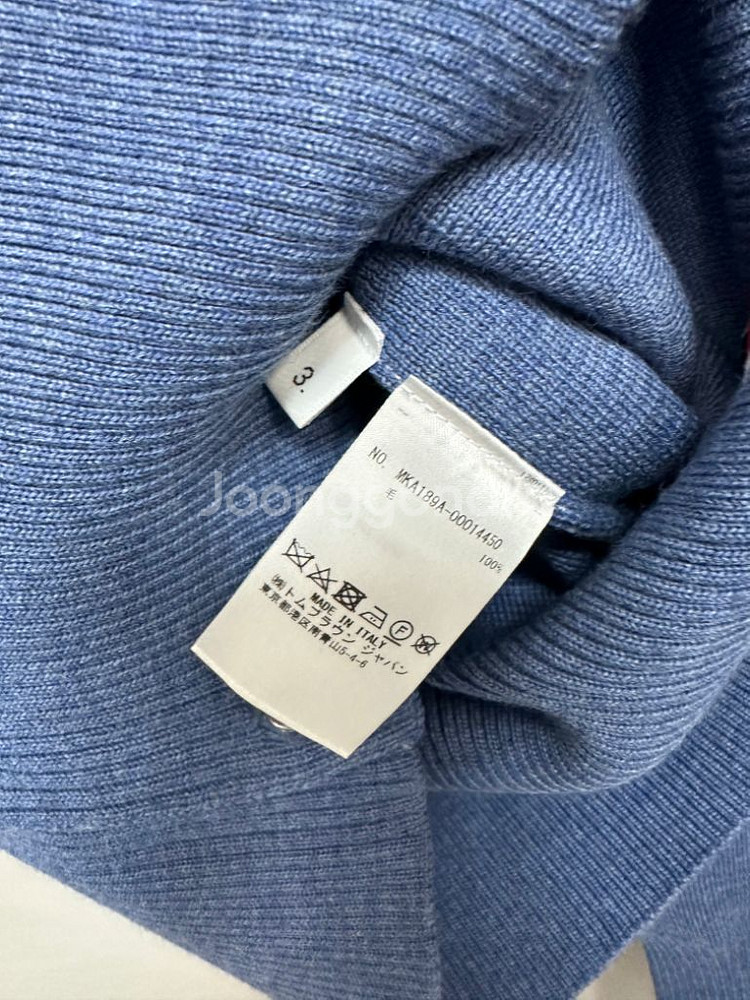 3.
NO. MKA189A-00014450
毛 100%
MADE IN ITALY
㈱トム ブラウン ジャパン
東京都港区南青山5-4-6